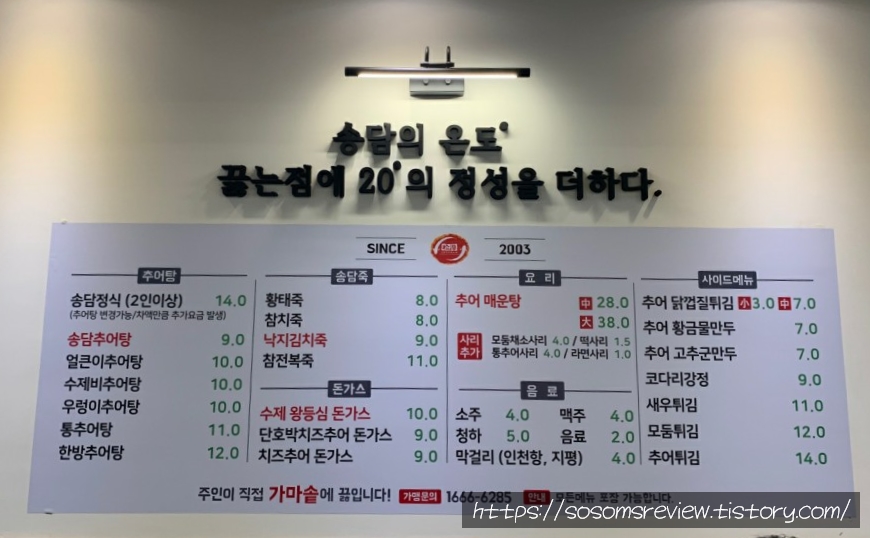 송담의 온도°
끓는점에 20°의 정성을 더하다.
SINCE 2003
추어탕
송담정식 (2인이상) 14.0
(추어탕 변경가능/차액만큼 추가요금 발생)
송담추어탕 9.0
얼큰이추어탕 10.0
수제비추어탕 10.0
우렁이추어탕 10.0
통추어탕 11.0
한방추어탕 12.0
송담죽
황태죽 8.0
참치죽 8.0
낙지김치죽 9.0
참전복죽 11.0
돈가스
수제 왕등심 돈가스 10.0
단호박치즈추어 돈가스 9.0
치즈추어 돈가스 9.0
요 리
추어 매운탕 中 28.0
大 38.0
사리추가
모둠채소사리 4.0 / 떡사리 1.5
통추어사리 4.0 / 라면사리 1.0
음 료
소주 4.0 맥주 4.0
청하 5.0 음료 2.0
막걸리 (인천항, 지평) 4.0
사이드메뉴
추어 닭껍질튀김 小 3.0 中 7.0
추어 황금물만두 7.0
추어 고추군만두 7.0
코다리강정 9.0
새우튀김 11.0
모둠튀김 12.0
추어튀김 14.0
주인이 직접 가마솥에 끓입니다! 가맹문의 1666-6285 안내 모든메뉴 포장 가능합니다.
https://sosomsreview.tistory.com/